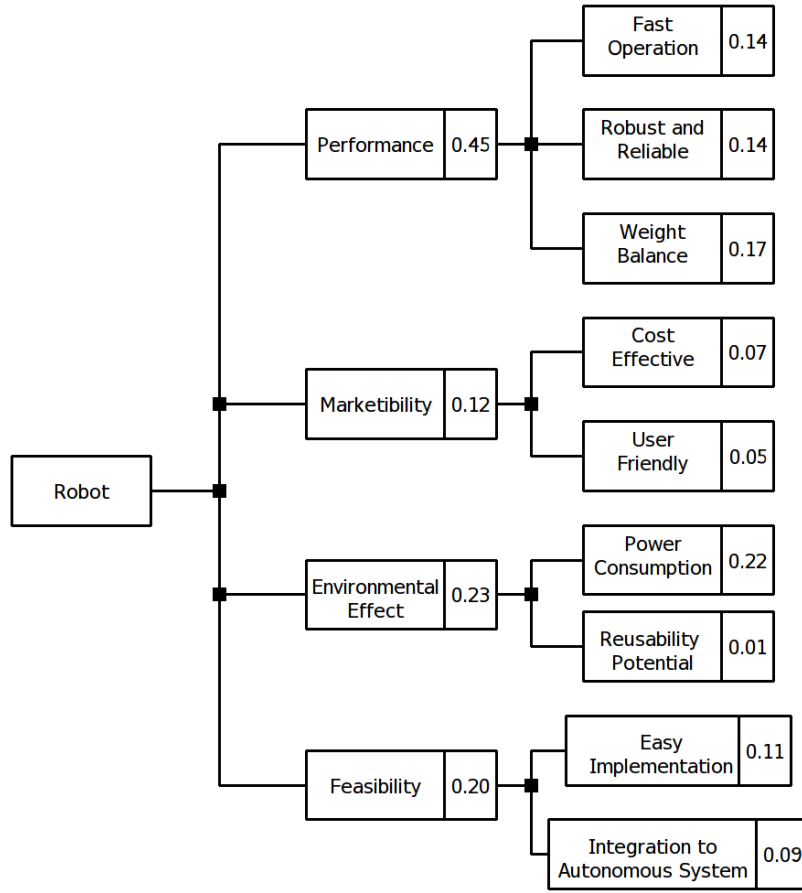 Fast
Operation
0.14
Performance
0.45
Robust and
Reliable
0.14
Weight
Balance
0.17
Cost
Effective
0.07
Marketibility
0.12
User
Friendly
0.05
Robot
Power
Consumption
0.22
Environmental
Effect
0.23
Reusability
Potential
0.01
Easy
Implementation
0.11
Feasibility
0.20
Integration to
Autonomous System
0.09